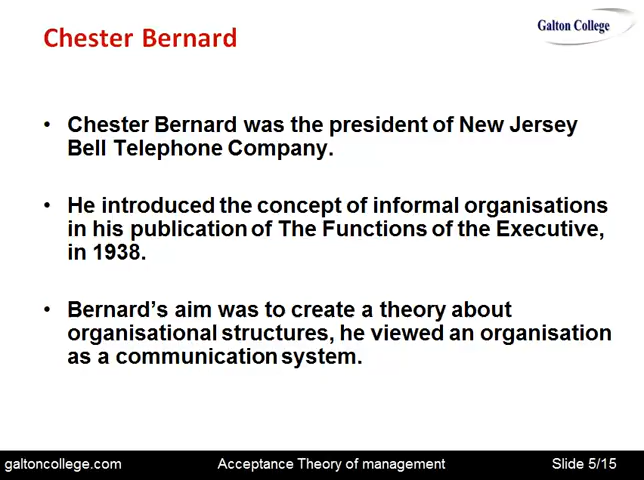 Chester Bernard
Galton College
• Chester Bernard was the president of New Jersey
Bell Telephone Company.
• He introduced the concept of informal organisations
in his publication of The Functions of the Executive,
in 1938.
• Bernard's aim was to create a theory about
organisational structures, he viewed an organisation
as a communication system.
galtoncollege.com
Acceptance Theory of management
Slide 5/15